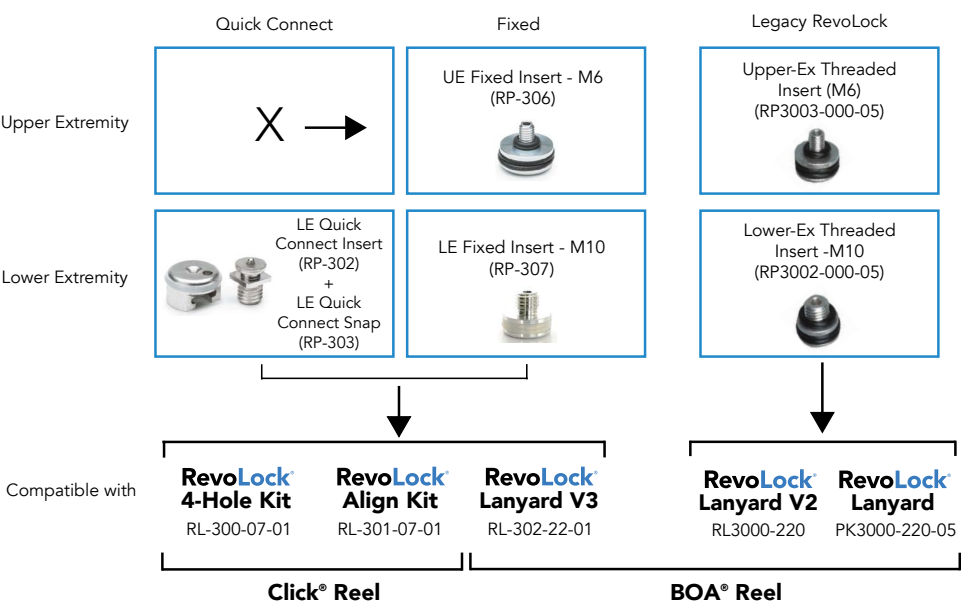 Quick Connect
Fixed
Legacy RevoLock
Upper Extremity
X
UE Fixed Insert - M6
(RP-306)
Upper-Ex Threaded
Insert (M6)
(RP3003-000-05)
Lower Extremity
LE Quick
Connect Insert
(RP-302)
+
LE Quick
Connect Snap
(RP-303)
LE Fixed Insert - M10
(RP-307)
Lower-Ex Threaded
Insert -M10
(RP3002-000-05)
Compatible with
RevoLock®
4-Hole Kit
RL-300-07-01
RevoLock®
Align Kit
RL-301-07-01
RevoLock®
Lanyard V3
RL-302-22-01
RevoLock®
Lanyard V2
RL3000-220
RevoLock®
Lanyard
PK3000-220-05
Click® Reel
BOA® Reel